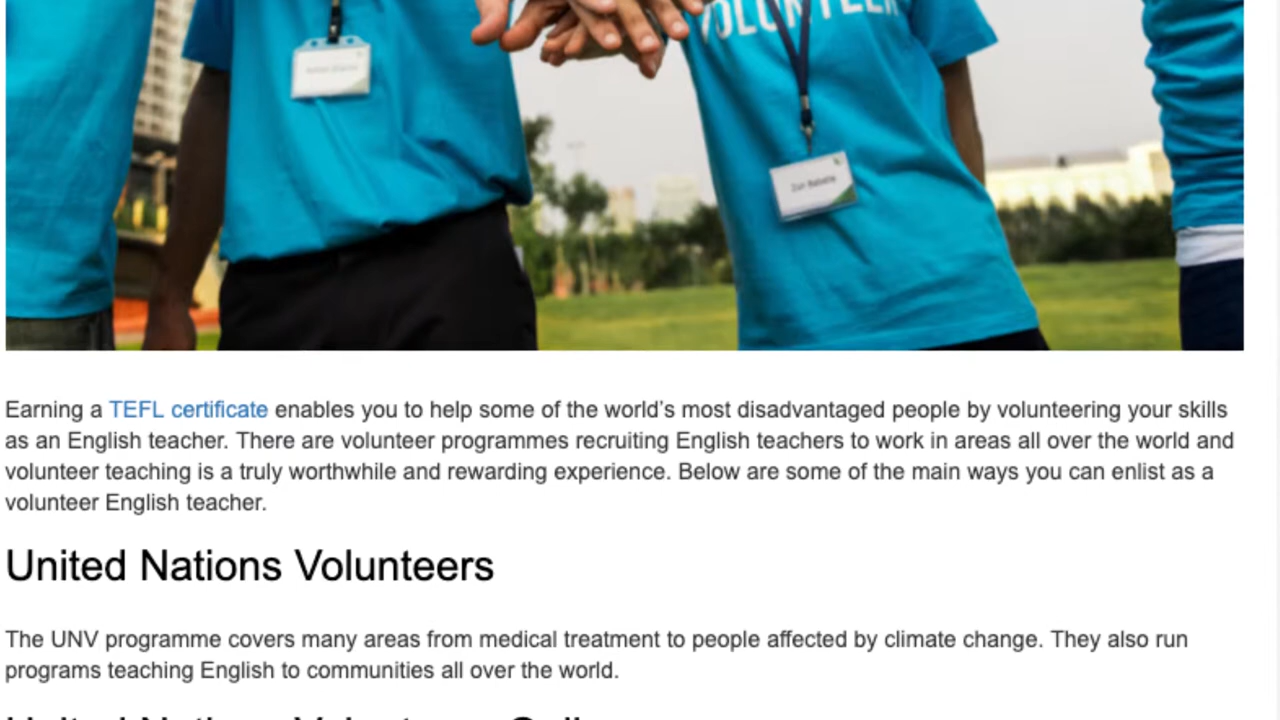 VOLUNTEER
Earning a TEFL certificate enables you to help some of the world’s most disadvantaged people by volunteering your skills
as an English teacher. There are volunteer programmes recruiting English teachers to work in areas all over the world and
volunteer teaching is a truly worthwhile and rewarding experience. Below are some of the main ways you can enlist as a
volunteer English teacher.
United Nations Volunteers
The UNV programme covers many areas from medical treatment to people affected by climate change. They also run
programs teaching English to communities all over the world.